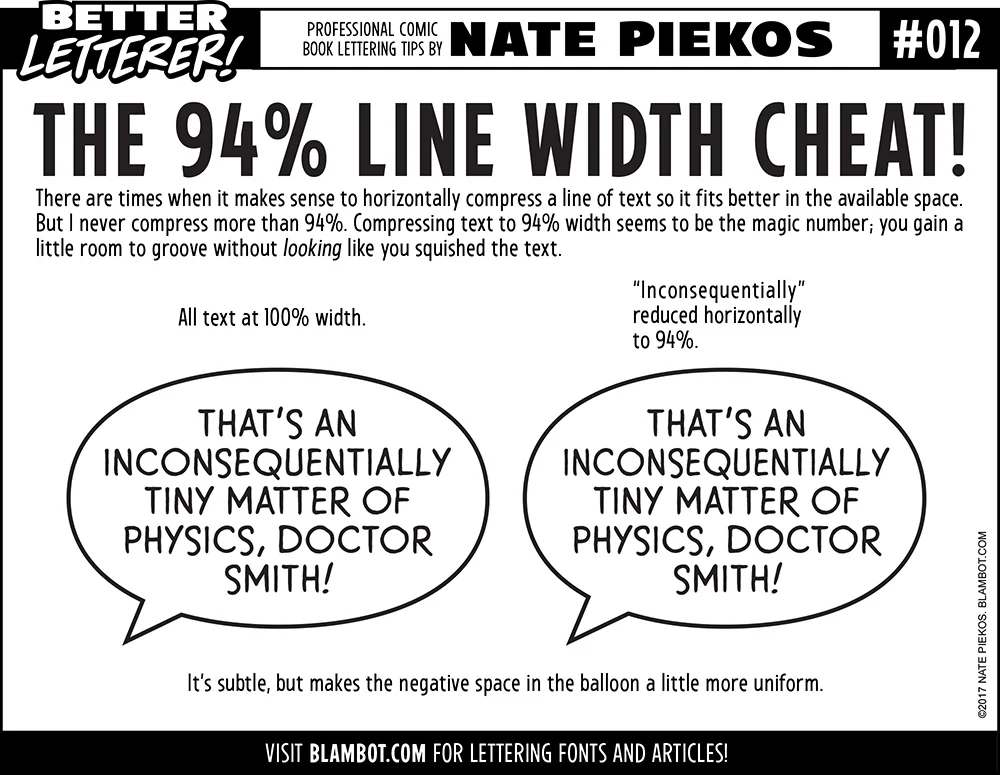 BETTER
LETTERER!
PROFESSIONAL COMIC
BOOK LETTERING TIPS BY
NATE PIEKOS
#012
THE 94% LINE WIDTH CHEAT!
There are times when it makes sense to horizontally compress a line of text so it fits better in the available space.
But I never compress more than 94%. Compressing text to 94% width seems to be the magic number; you gain a
little room to groove without looking like you squished the text.
All text at 100% width.
"Inconsequentially"
reduced horizontally
to 94%.
THAT'S AN
INCONSEQUENTIALLY
TINY MATTER OF
PHYSICS, DOCTOR
SMITH!
THAT'S AN
INCONSEQUENTIALLY
TINY MATTER OF
PHYSICS, DOCTOR
SMITH!
It's subtle, but makes the negative space in the balloon a little more uniform.
©2017 NATE PIEKOS. BLAMBOT.COM
VISIT BLAMBOT.COM FOR LETTERING FONTS AND ARTICLES!